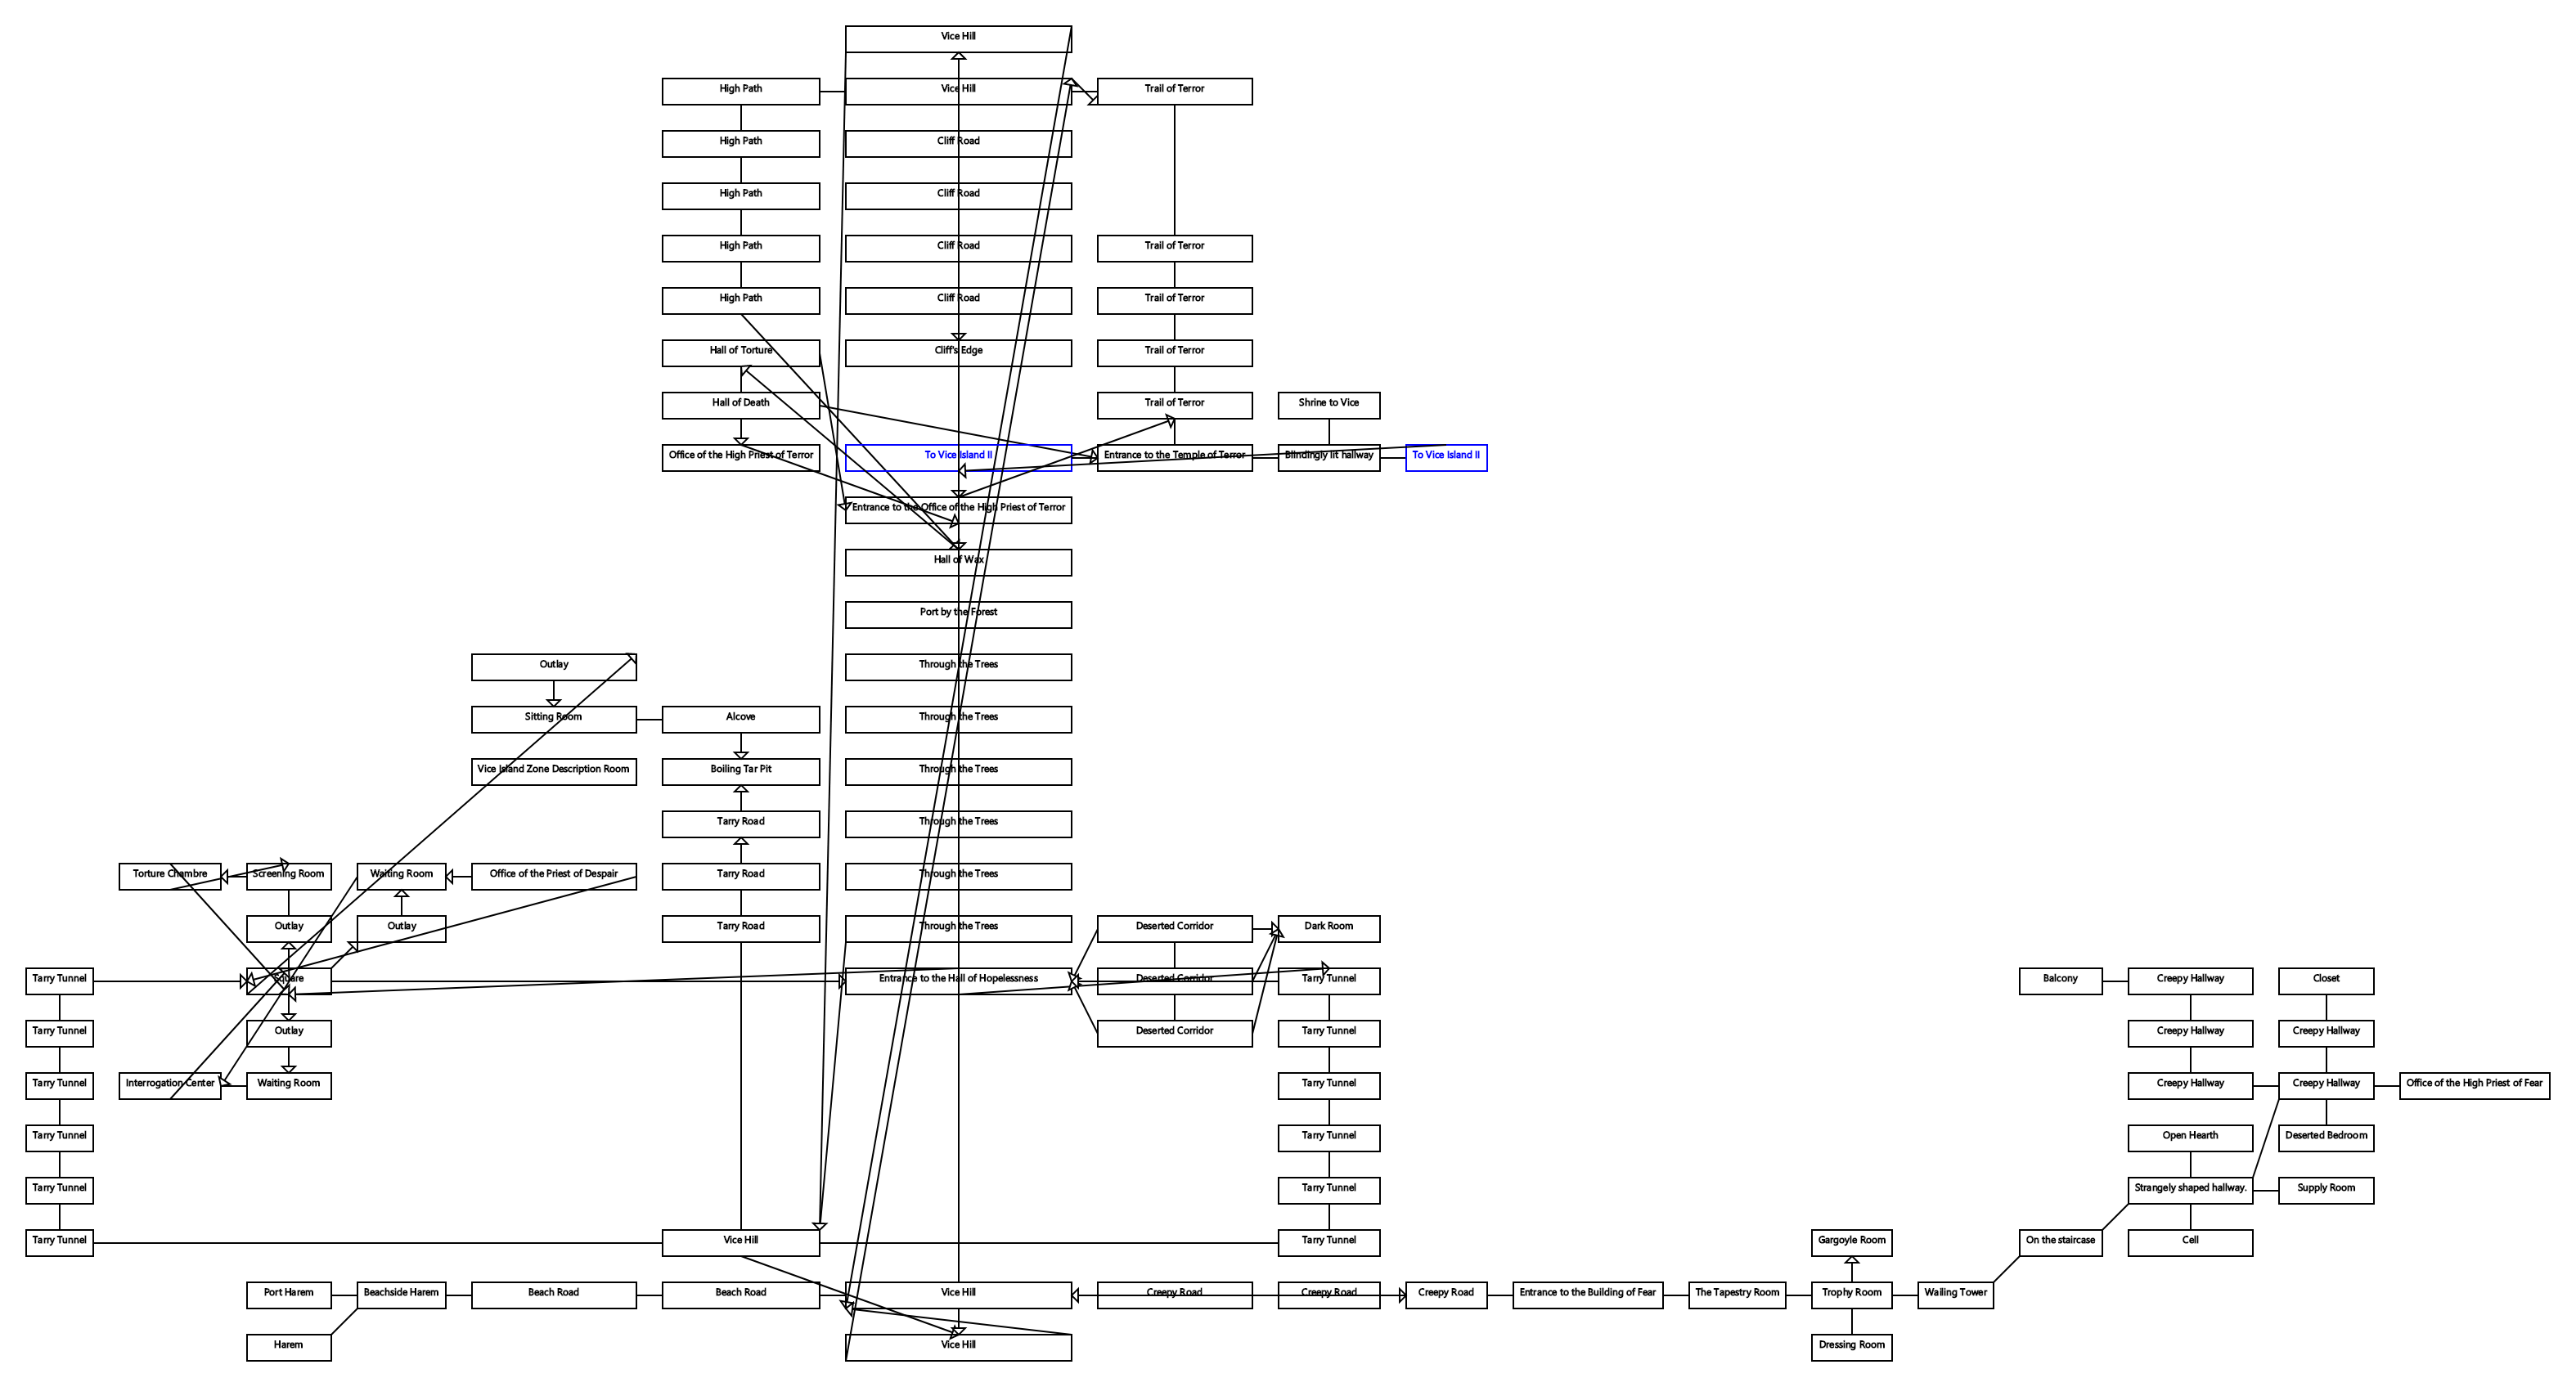 Vice Hill
High Path
Vice Hill
Trail of Terror
High Path
Cliff Road
High Path
Cliff Road
High Path
Cliff Road
Trail of Terror
High Path
Cliff Road
Trail of Terror
Hall of Torture
Cliff's Edge
Trail of Terror
Hall of Death
Trail of Terror
Shrine to Vice
Office of the High Priest of Terror
To Vice Island II
Entrance to the Temple of Terror
Blindingly lit hallway
To Vice Island II
Entrance to the Office of the High Priest of Terror
Hall of Wax
Port by the Forest
Outlay
Through the Trees
Sitting Room
Alcove
Through the Trees
Vice Island Zone Description Room
Boiling Tar Pit
Through the Trees
Tarry Road
Through the Trees
Torture Chambre
Screening Room
Waiting Room
Office of the Priest of Despair
Tarry Road
Through the Trees
Outlay
Outlay
Tarry Road
Through the Trees
Deserted Corridor
Dark Room
Tarry Tunnel
Square
Entrance to the Hall of Hopelessness
Deserted Corridor
Tarry Tunnel
Balcony
Creepy Hallway
Closet
Tarry Tunnel
Outlay
Deserted Corridor
Tarry Tunnel
Creepy Hallway
Creepy Hallway
Tarry Tunnel
Interrogation Center
Waiting Room
Tarry Tunnel
Creepy Hallway
Creepy Hallway
Office of the High Priest of Fear
Tarry Tunnel
Tarry Tunnel
Open Hearth
Deserted Bedroom
Tarry Tunnel
Tarry Tunnel
Strangely shaped hallway.
Supply Room
Tarry Tunnel
Vice Hill
Tarry Tunnel
Gargoyle Room
On the staircase
Cell
Port Harem
Beachside Harem
Beach Road
Beach Road
Vice Hill
Creepy Road
Creepy Road
Creepy Road
Entrance to the Building of Fear
The Tapestry Room
Trophy Room
Wailing Tower
Harem
Vice Hill
Dressing Room